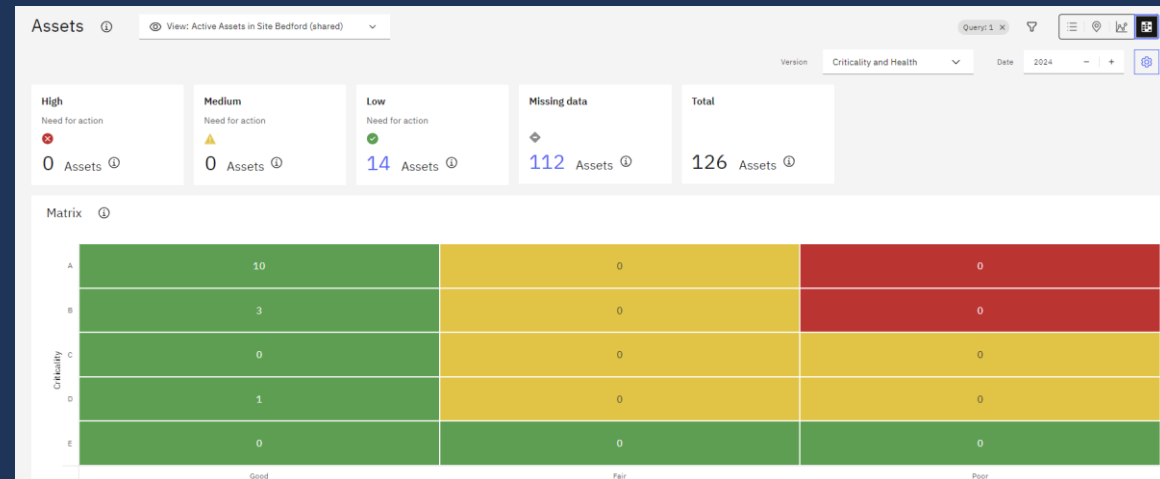 Assets
View: Active Assets in Site Bedford (shared)
Query: 1 ×
Version Criticality and Health Date 2024 - +
High Medium Low Missing data Total
Need for action Need for action Need for action
0 Assets 0 Assets 14 Assets 112 Assets 126 Assets
Matrix
Criticality
A 10 0 0
B 3 0 0
C 0 0 0
D 1 0 0
E 0 0 0
Good Fair Poor